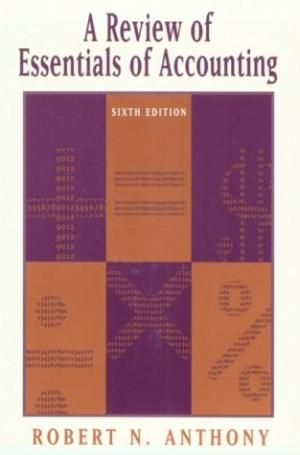 A Review of
Essentials of Accounting
SIXTH EDITION
ROBERT N. ANTHONY